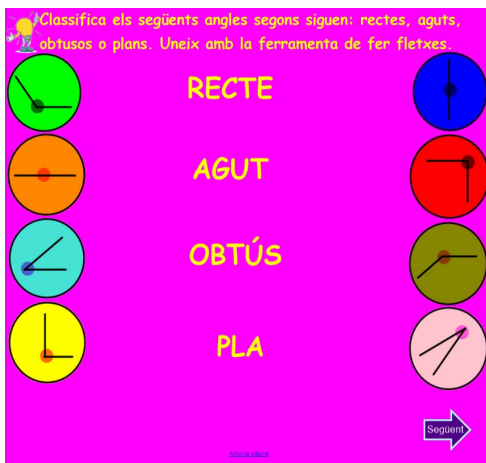 Classifica els següents angles segons siguen: rectes, aguts,
obtusos o plans. Uneix amb la ferramenta de fer fletxes.
RECTE
AGUT
OBTÚS
PLA
Següent